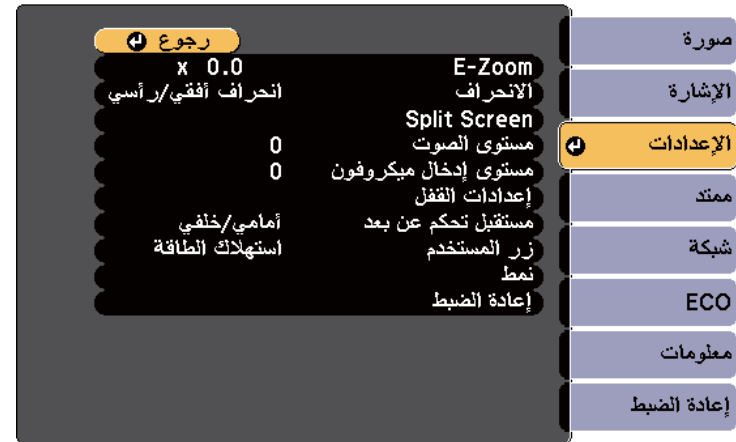 رجوع
E-Zoom x 0.0
الانحراف انحراف أفقي/رأسي
Split Screen
مستوى الصوت 0
مستوى إدخال ميكروفون 0
إعدادات القفل
مستقبل تحكم عن بعد أمامي/خلفي
زر المستخدم استهلاك الطاقة
نمط
إعادة الضبط
صورة
الإشارة
الإعدادات
ممتد
شبكة
ECO
معلومات
إعادة الضبط